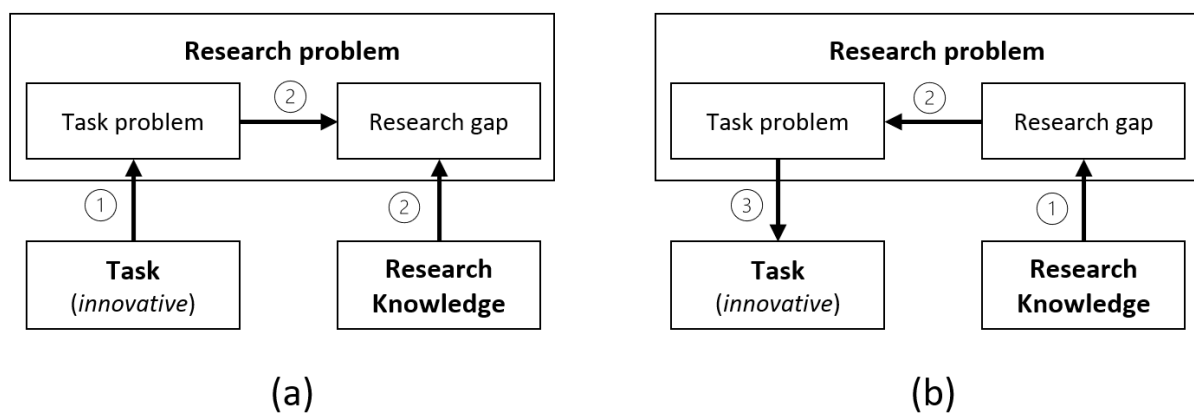 Research problem
Task problem
②
Research gap
①
②
Task
(innovative)
Research
Knowledge
(a)
Research problem
Task problem
②
Research gap
③
①
Task
(innovative)
Research
Knowledge
(b)